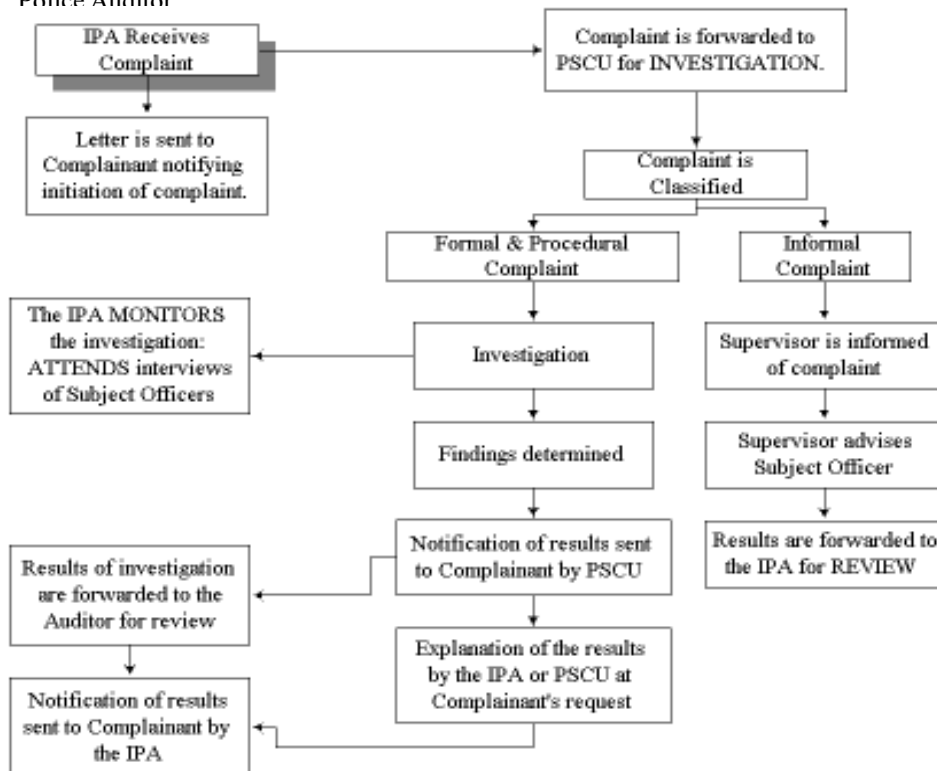 Police Auditor
IPA Receives
Complaint
Complaint is forwarded to
PSCU for INVESTIGATION.
Letter is sent to
Complainant notifying
initiation of complaint.
Complaint is
Classified
Formal & Procedural
Complaint
Informal
Complaint
The IPA MONITORS
the investigation:
ATTENDS interviews
of Subject Officers
Investigation
Supervisor is informed
of complaint
Findings determined
Supervisor advises
Subject Officer
Notification of results sent
to Complainant by PSCU
Results are forwarded to
the IPA for REVIEW
Results of investigation
are forwarded to the
Auditor for review
Explanation of the results
by the IPA or PSCU at
Complainant's request
Notification of results
sent to Complainant by
the IPA